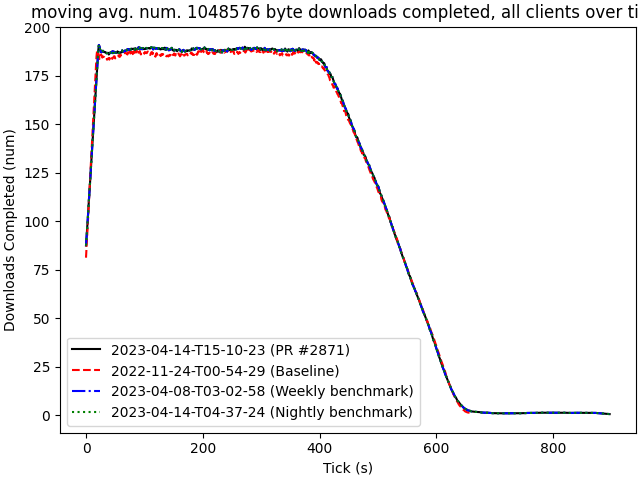 moving avg. num. 1048576 byte downloads completed, all clients over ti
Downloads Completed (num)
200
175
150
125
100
75
50
25
0
2023-04-14-T15-10-23 (PR #2871)
2022-11-24-T00-54-29 (Baseline)
2023-04-08-T03-02-58 (Weekly benchmark)
2023-04-14-T04-37-24 (Nightly benchmark)
0 200 400 600 800
Tick (s)